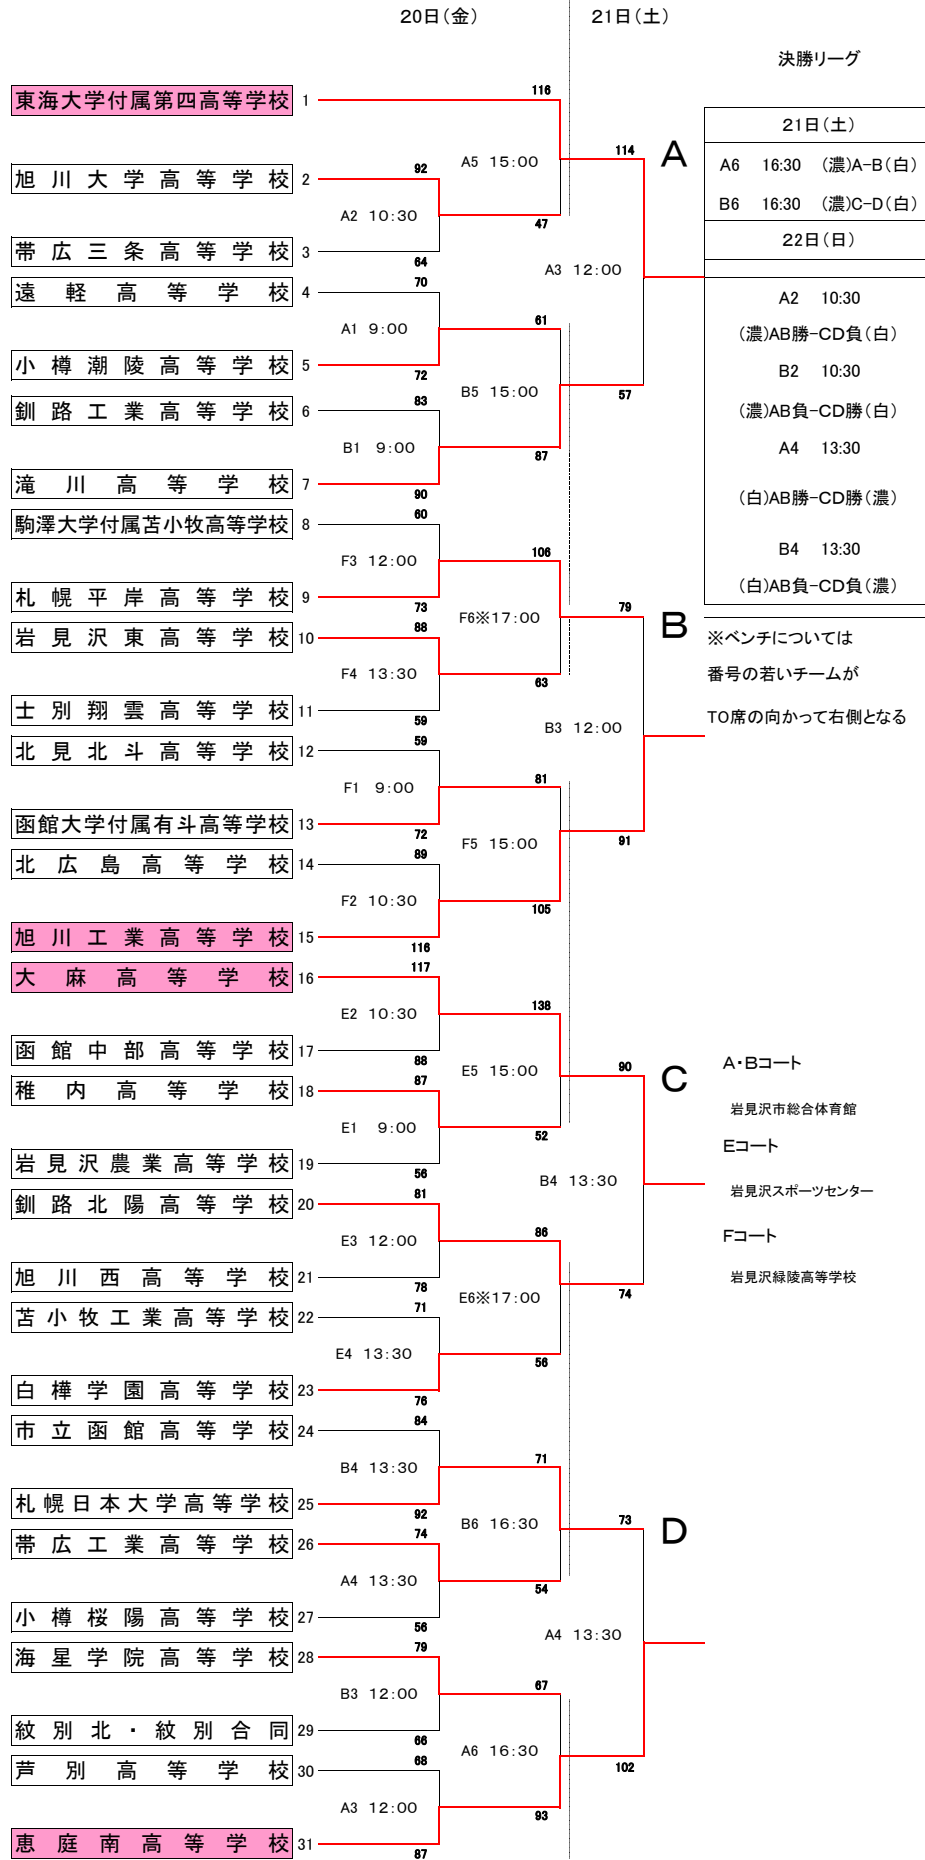 20日(金)
21日(土)
決勝リーグ
東海大学付属第四高等学校 1
116
A5 15:00
114
A
21日(土)
A6 16:30 (濃)A-B(白)
旭川大学高等学校 2
92
A2 10:30
47
B6 16:30 (濃)C-D(白)
22日(日)
帯広三条高等学校 3
64
A3 12:00
遠軽高等学校 4
70
A1 9:00
61
A2 10:30
(濃)AB勝-CD負(白)
小樽潮陵高等学校 5
72
B5 15:00
57
B2 10:30
釧路工業高等学校 6
83
B1 9:00
87
(濃)AB負-CD勝(白)
A4 13:30
滝川高等学校 7
90
(白)AB勝-CD勝(濃)
駒澤大学付属苫小牧高等学校 8
60
F3 12:00
106
B4 13:30
(白)AB負-CD負(濃)
札幌平岸高等学校 9
73
F6※17:00
79
B
岩見沢東高等学校 10
88
F4 13:30
63
※ベンチについては
番号の若いチームが
TO席の向かって右側となる
士別翔雲高等学校 11
59
B3 12:00
北見北斗高等学校 12
59
F1 9:00
81
函館大学付属有斗高等学校 13
72
F5 15:00
91
北広島高等学校 14
89
F2 10:30
105
旭川工業高等学校 15
116
大麻高等学校 16
117
E2 10:30
138
函館中部高等学校 17
88
E5 15:00
90
C
A・Bコート
岩見沢市総合体育館
稚内高等学校 18
87
E1 9:00
52
Eコート
岩見沢農業高等学校 19
56
B4 13:30
岩見沢スポーツセンター
釧路北陽高等学校 20
81
E3 12:00
86
Fコート
岩見沢緑陵高等学校
旭川西高等学校 21
78
E6※17:00
74
苫小牧工業高等学校 22
71
E4 13:30
56
白樺学園高等学校 23
76
市立函館高等学校 24
84
B4 13:30
71
札幌日本大学高等学校 25
92
B6 16:30
73
D
帯広工業高等学校 26
74
A4 13:30
54
小樽桜陽高等学校 27
56
A4 13:30
海星学院高等学校 28
79
B3 12:00
67
紋別北・紋別合同 29
66
A6 16:30
102
芦別高等学校 30
68
A3 12:00
93
恵庭南高等学校 31
87